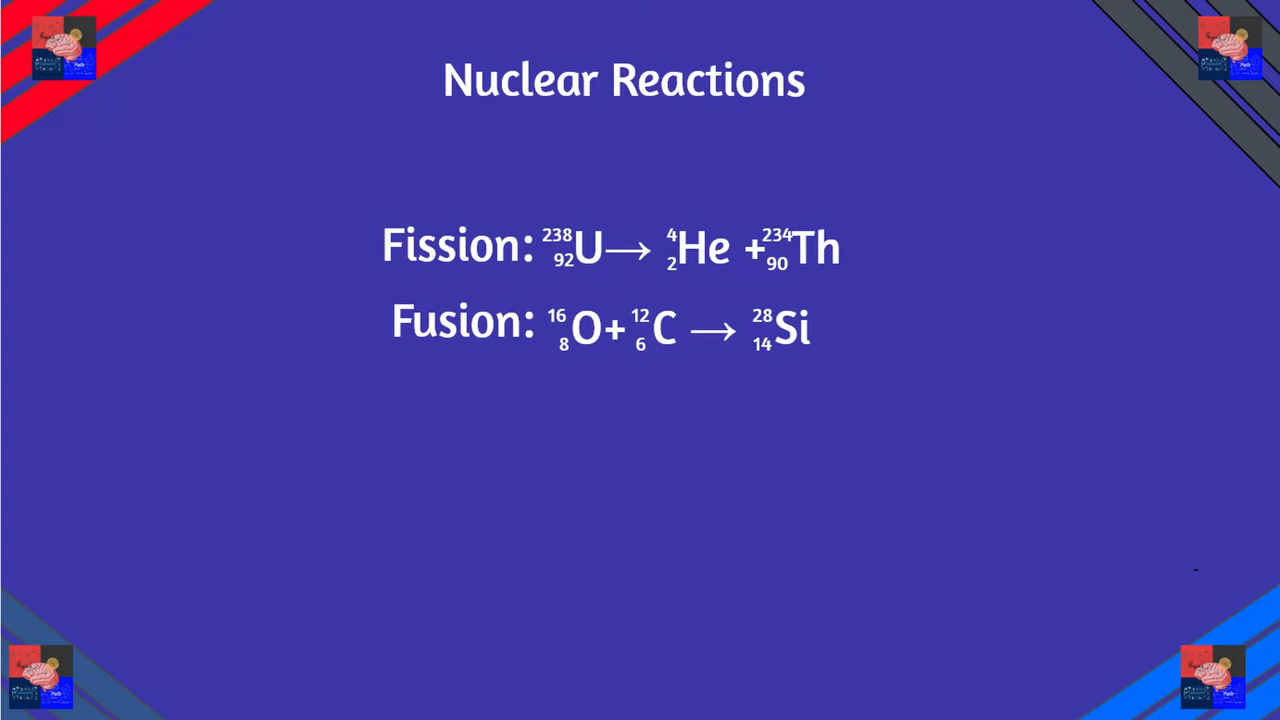 Nuclear Reactions
Fission: ²³⁸₉₂U→ ⁴₂He +²³⁴₉₀Th
Fusion: ¹⁶₈O+ ¹²₆C → ²⁸₁₄Si